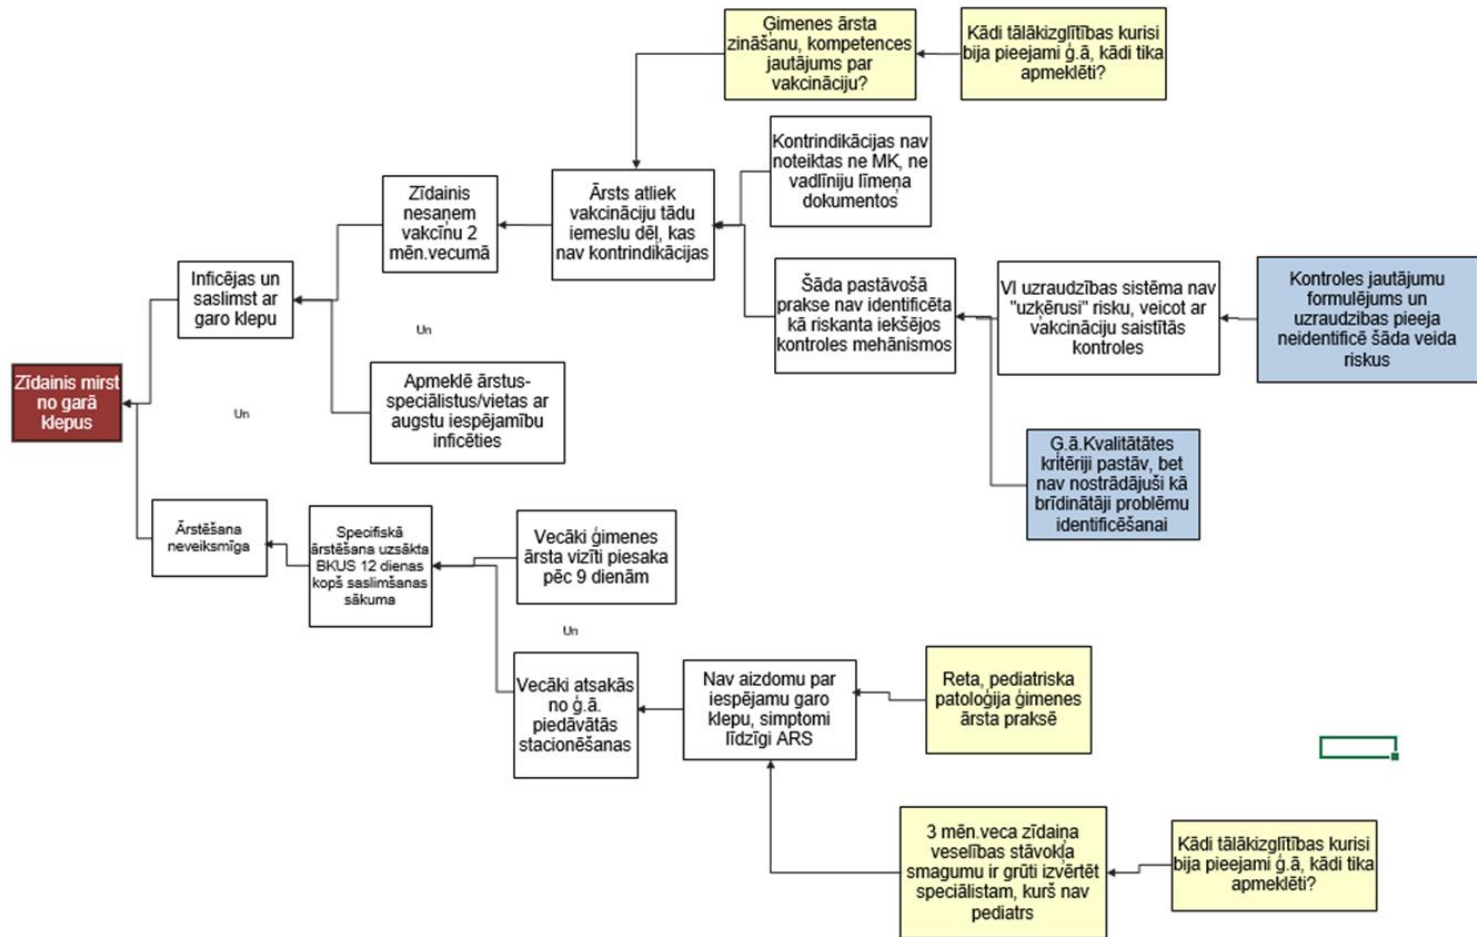 Ģimenes ārsta
zināšanu, kompetences
jautājums par
vakcināciju?
Kādi tālākizglītības kurisi
bija pieejami ģ.ā, kādi tika
apmeklēti?
Kontrindikācijas nav
noteiktas ne MK, ne
vadlīniju līmeņa
dokumentos
Zīdainis
nesaņem
vakcīnu 2
mēn.vecumā
Ārsts atliek
vakcināciju tādu
iemeslu dēļ, kas
nav kontrindikācijas
Inficējas un
saslimst ar
garo klepu
Šāda pastāvošā
prakse nav identificēta
kā riskanta iekšējos
kontroles mehānismos
VI uzraudzības sistēma nav
"uzķērusi" risku, veicot ar
vakcināciju saistītās
kontroles
Kontroles jautājumu
formulējums un
uzraudzības pieeja
neidentificē šāda veida
riskus
Un
Zīdainis mirst
no garā
klepus
Un
Apmeklē ārstus-
speciālistus/vietas ar
augstu iespējamību
inficēties
Ģ.ā.Kvalitātātes
kritēriji pastāv, bet
nav nostrādājuši kā
brīdinātāji problēmu
identificēšanai
Ārstēšana
neveiksmīga
Specifiskā
ārstēšana uzsākta
BKUS 12 dienas
kopš saslimšanas
sākuma
Vecāki ģimenes
ārsta vizīti piesaka
pēc 9 dienām
Un
Vecāki atsakās
no ģ.ā.
piedāvātās
stacionēšanas
Nav aizdomu par
iespējamu garo
klepu, simptomi
līdzīgi ARS
Reta, pediatriska
patoloģija ģimenes
ārsta praksē
3 mēn.veca zīdaiņa
veselības stāvokļa
smagumu ir grūti izvērtēt
speciālistam, kurš nav
pediatrs
Kādi tālākizglītības kurisi
bija pieejami ģ.ā, kādi tika
apmeklēti?